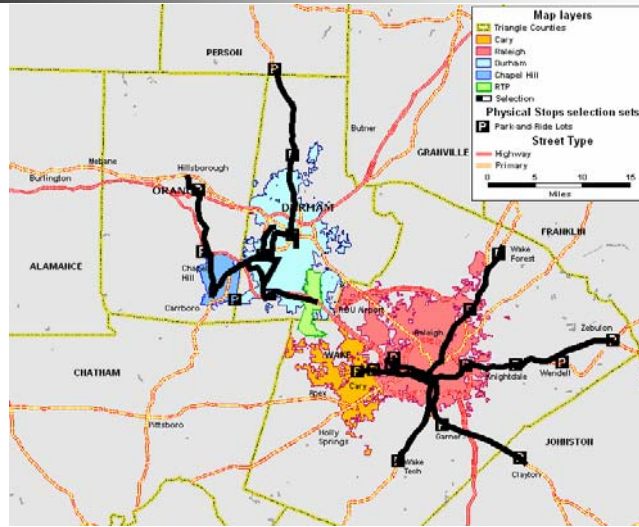 Map layers
Triangle Counties
Cary
Raleigh
Durham
Chapel Hill
RTP
Selection
Physical Stops selection sets
P Park-and-Ride Lots
Street Type
Highway
Primary
0 5 10 15
Miles
PERSON
P
Butner
GRANVILLE
P
Mebane
Hillsborough
Burlington
ORAN
P
DURHAM
FRANKLIN
ALAMANCE
P
Chapel
Hill
P
Wake
Forest
Carrboro
P
P
RDU Airport
P
Raleigh
Zebulon
P
WAKE
P
P
P
P
P
P
P
Cary
Knightdale
Wendell
CHATHAM
Apex
Pittsboro
Holly
Springs
P
Garner
JOHNSTON
P
Wake
Tech
P
Clayton